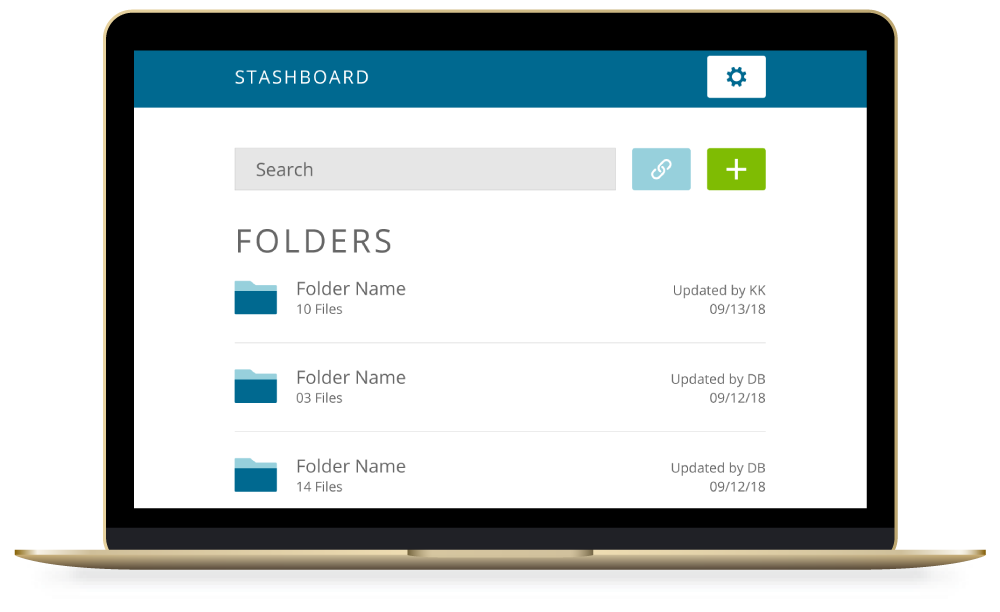 STASHBOARD
Search
FOLDERS
Folder Name
10 Files
Updated by KK
09/13/18
Folder Name
03 Files
Updated by DB
09/12/18
Folder Name
14 Files
Updated by DB
09/12/18